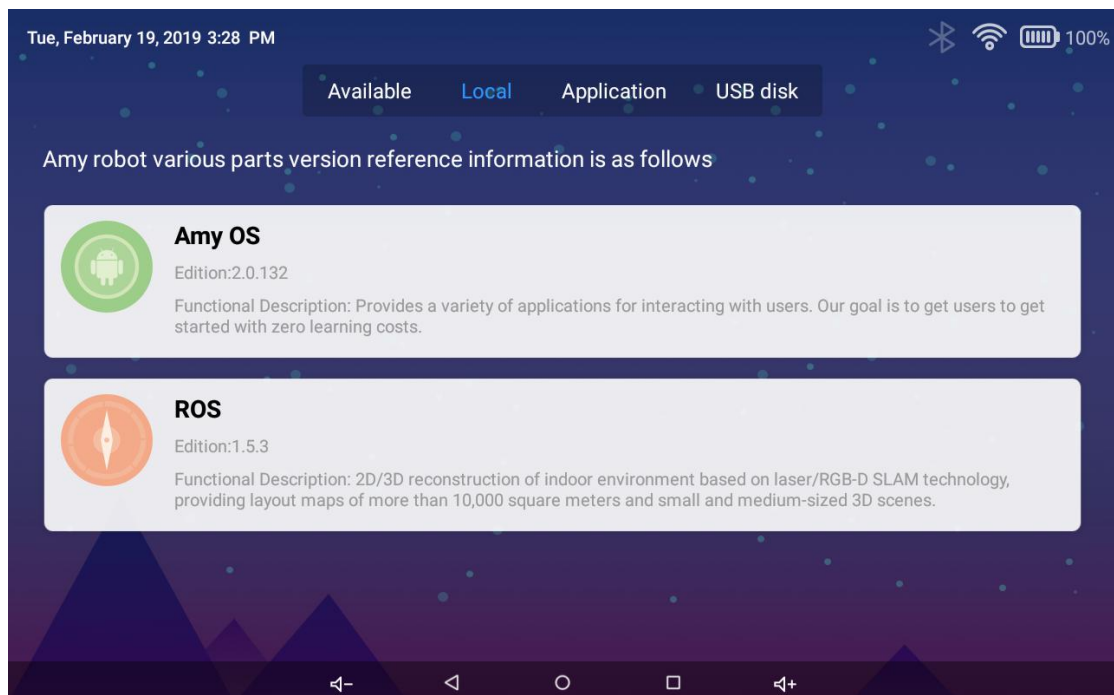 Tue, February 19, 2019 3:28 PM
100%
Available Local Application USB disk
Amy robot various parts version reference information is as follows
Amy OS
Edition:2.0.132
Functional Description: Provides a variety of applications for interacting with users. Our goal is to get users to get
started with zero learning costs.
ROS
Edition:1.5.3
Functional Description: 2D/3D reconstruction of indoor environment based on laser/RGB-D SLAM technology,
providing layout maps of more than 10,000 square meters and small and medium-sized 3D scenes.